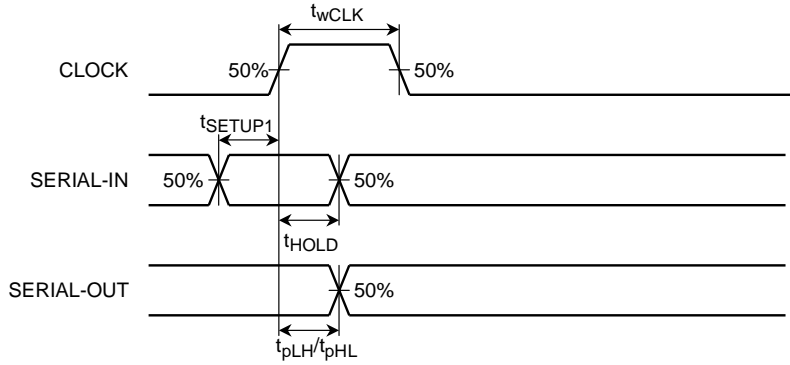 twCLK
CLOCK 50% 50%
tSETUP1
SERIAL-IN 50% 50%
tHOLD
SERIAL-OUT 50%
tpLH/tpHL